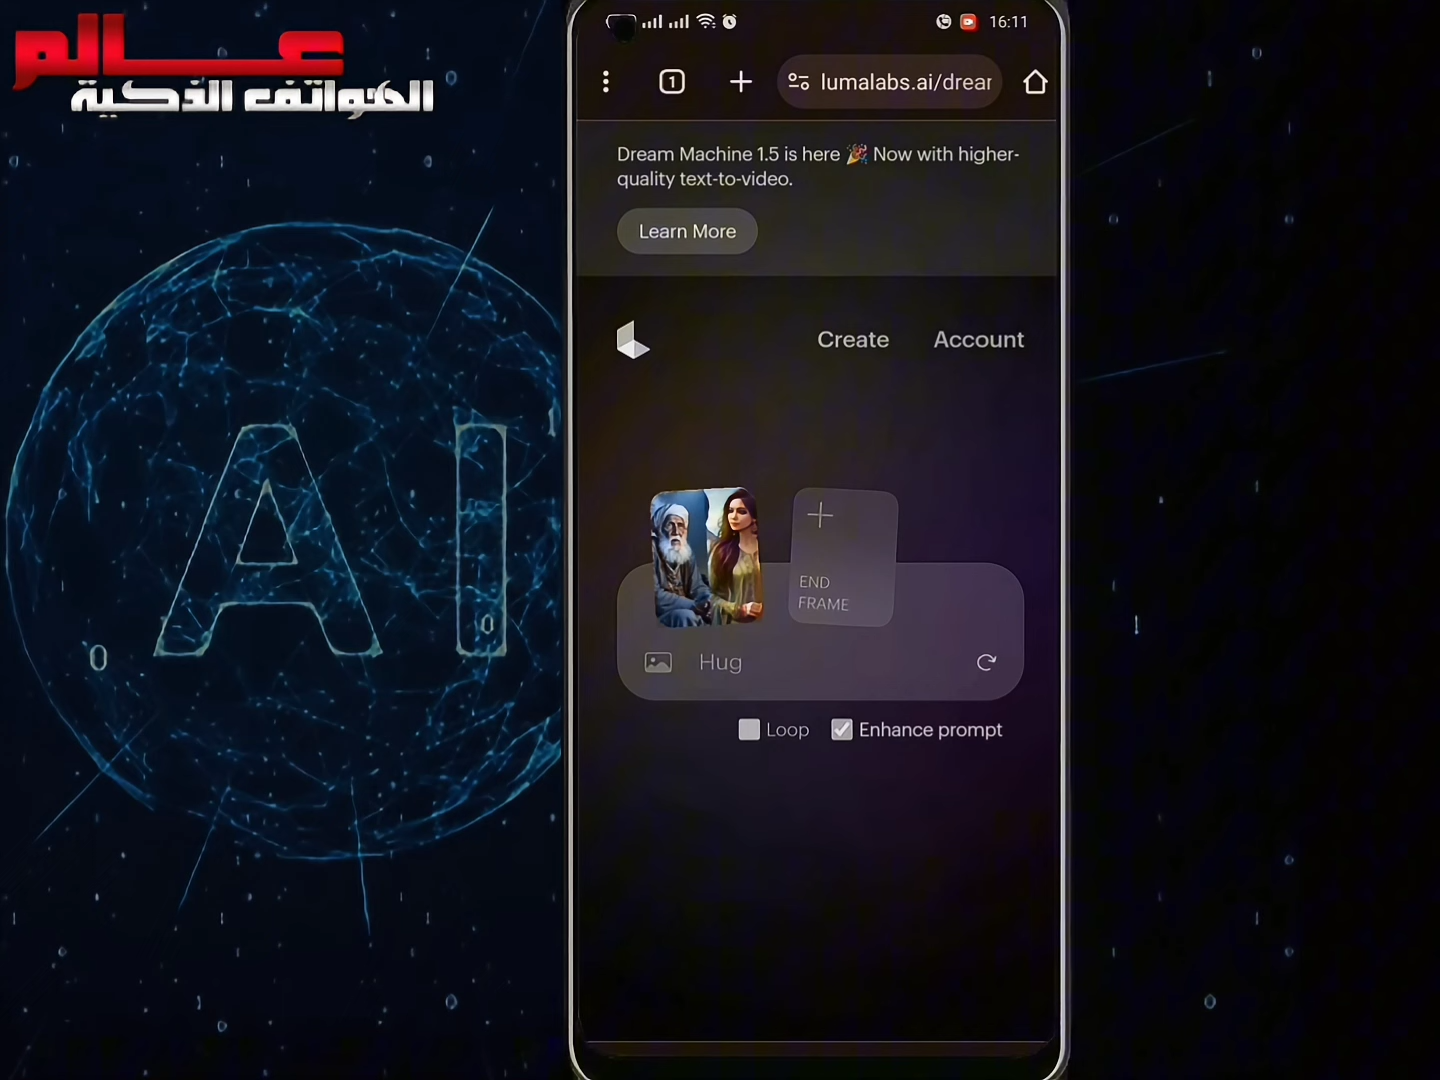 عالم
الهواتف الذكية
16:11
1
lumalabs.ai/drear
Dream Machine 1.5 is here 🎉 Now with higher-
quality text-to-video.
Learn More
Create
Account
END
FRAME
Hug
Loop
Enhance prompt
AI